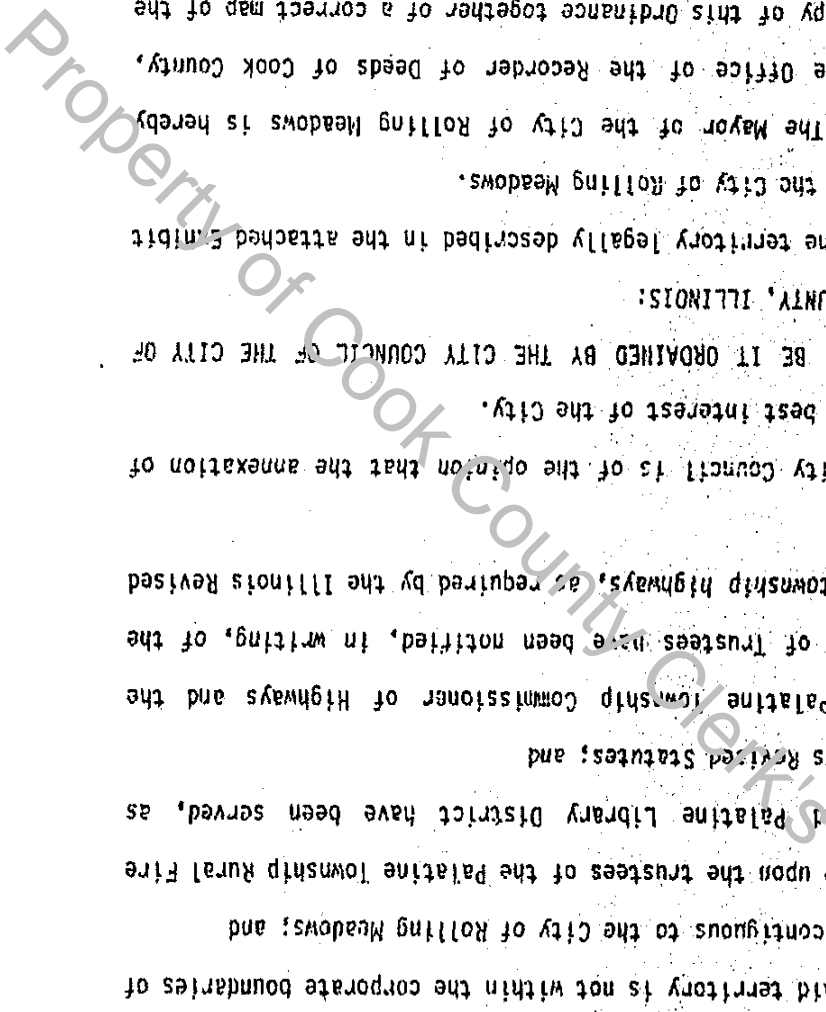 id territory is not within the corporate boundaries of
contiguous to the City of Rolling Meadows; and
upon the trustees of the Palatine Township Rural Fire
d Palatine Library District have been served, as
s Revised Statutes; and
Palatine Township Commissioner of Highways and the
of Trustees have been notified, in writing, of the
township highways, as required by the Illinois Revised
ity Council is of the opinion that the annexation of
best interest of the City.
BE IT ORDAINED BY THE CITY COUNCIL OF THE CITY OF
UNTY, ILLINOIS:
he territory legally described in the attached Exhibit
the City of Rolling Meadows.
The Mayor of the City of Rolling Meadows is hereby
e Office of the Recorder of Deeds of Cook County,
py of this Ordinance together of a correct map of the
Property of Cook County Clerk's